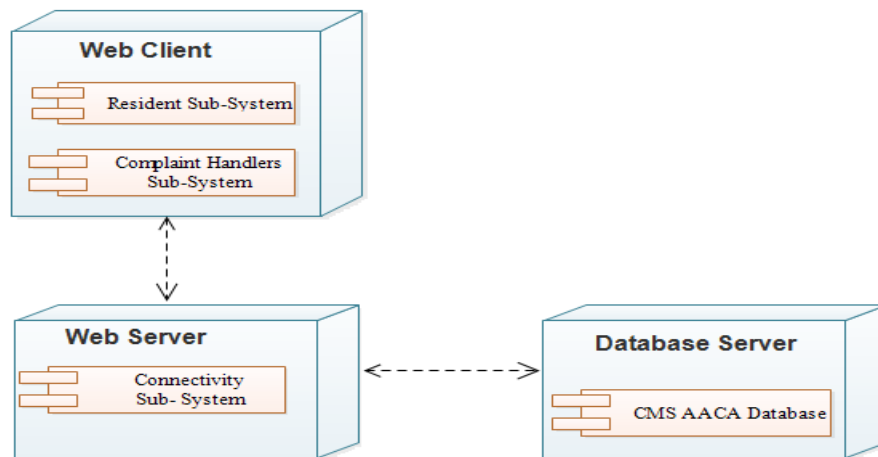 Web Client
Resident Sub-System
Complaint Handlers
Sub-System
Web Server
Connectivity
Sub- System
Database Server
CMS AACA Database